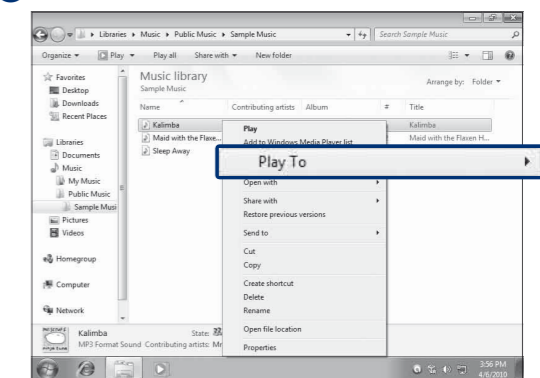 Libraries ▸ Music ▸ Public Music ▸ Sample Music
Search Sample Music
Organize Play Play all Share with New folder
Favorites
Desktop
Downloads
Recent Places
Libraries
Documents
Music
My Music
Public Music
Sample Musi
Pictures
Videos
Homegroup
Computer
Network
Music library
Sample Music
Arrange by: Folder
Name Contributing artists Album # Title
Kalimba Kalimba
Maid with the Flaxe... Maid with the Flaxen H...
Sleep Away
Play
Add to Windows Media Player list
Play To
Open with
Share with
Restore previous versions
Send to
Cut
Copy
Create shortcut
Delete
Rename
Open file location
Properties
Kalimba State:
MP3 Format Sound Contributing artists: Mr
3:56 PM
4/6/2010